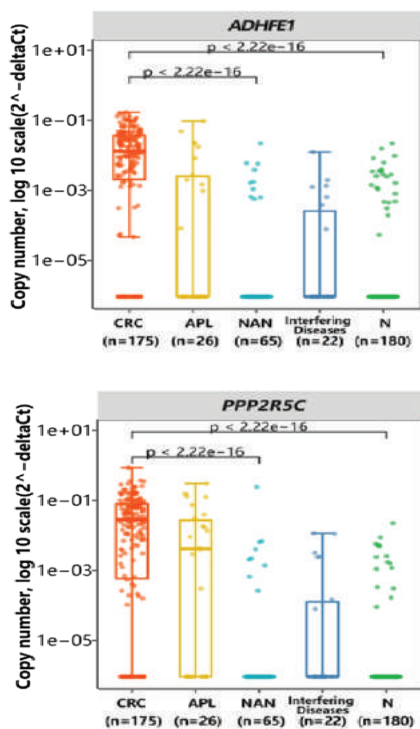 ADHFE1
Copy number, log 10 scale(2^-deltaCt)
1e+01
1e-01
1e-03
1e-05
p < 2.22e-16
p < 2.22e-16
CRC
(n=175)
APL
(n=26)
NAN
(n=65)
Interfering
Diseases
(n=22)
N
(n=180)
PPP2R5C
Copy number, log 10 scale(2^-deltaCt)
1e+01
1e-01
1e-03
1e-05
p < 2.22e-16
p < 2.22e-16
CRC
(n=175)
APL
(n=26)
NAN
(n=65)
Interfering
Diseases
(n=22)
N
(n=180)